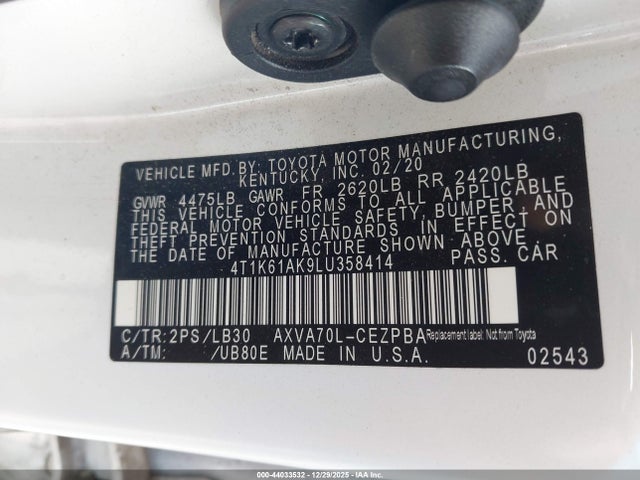 VEHICLE MFD.BY: TOYOTA MOTOR MANUFACTURING,
KENTUCKY, INC. 02/20
GVWR 4475LB GAWR FR 2620LB RR 2420LB
THIS VEHICLE CONFORMS TO ALL APPLICABLE
FEDERAL MOTOR VEHICLE SAFETY, BUMPER, AND
THEFT PREVENTION STANDARDS IN EFFECT ON
THE DATE OF MANUFACTURE SHOWN ABOVE.
4T1K61AK9LU358414 PASS. CAR
C/TR:2PS/LB30 AXVA70L-CEZPBA Replacement label: Not from Toyota
A/TM: /UB80E MADE IN U.S.A. 02543
000-44033532 • 12/29/2025 • IAA Inc.